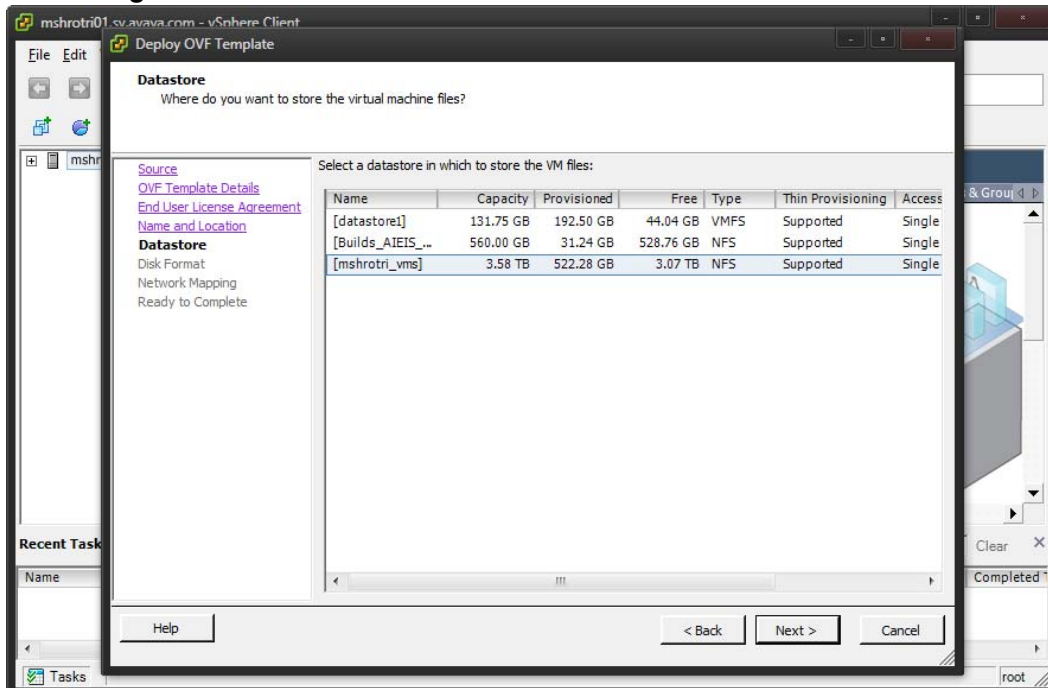 mshrotri01.sv.avaya.com - vSphere Client
Deploy OVF Template
File Edit
Datastore
Where do you want to store the virtual machine files?
mshr
Source
OVF Template Details
End User License Agreement
Name and Location
Datastore
Disk Format
Network Mapping
Ready to Complete
Select a datastore in which to store the VM files:
Name Capacity Provisioned Free Type Thin Provisioning Access
[datastore1] 131.75 GB 192.50 GB 44.04 GB VMFS Supported Single
[Builds_AIEIS_... 560.00 GB 31.24 GB 528.76 GB NFS Supported Single
[mshrotri_vms] 3.58 TB 522.28 GB 3.07 TB NFS Supported Single
& Group
Recent Task
Clear
Name
Completed T
Help
< Back
Next >
Cancel
Tasks
root